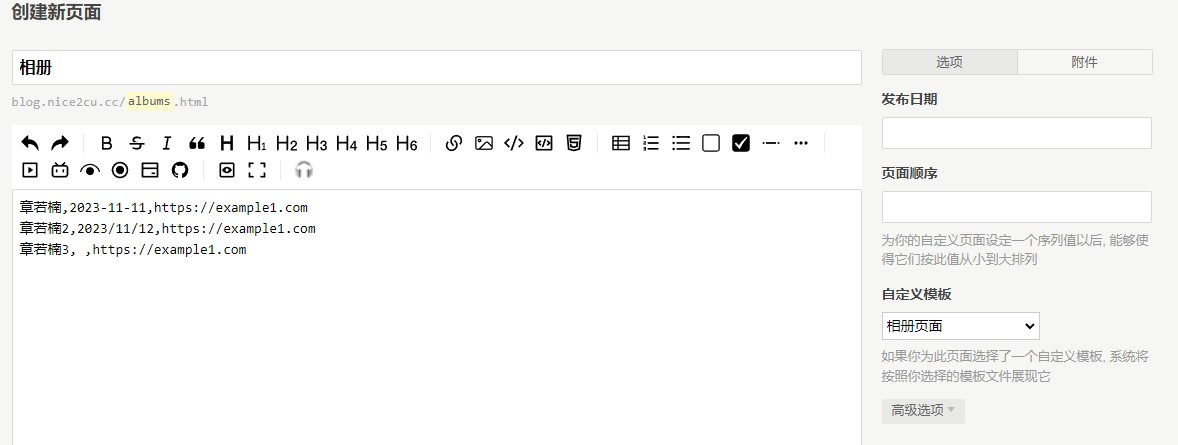 创建新页面
相册
blog.nice2cu.cc/albums.html
B S I H H1 H2 H3 H4 H5 H6
章若楠,2023-11-11,https://example1.com
章若楠2,2023/11/12,https://example1.com
章若楠3, ,https://example1.com
选项 附件
发布日期
页面顺序
为你的自定义页面设定一个序列值以后, 能够使
得它们按此值从小到大排列
自定义模板
相册页面
如果你为此页面选择了一个自定义模板, 系统将
按照你选择的模板文件展现它
高级选项